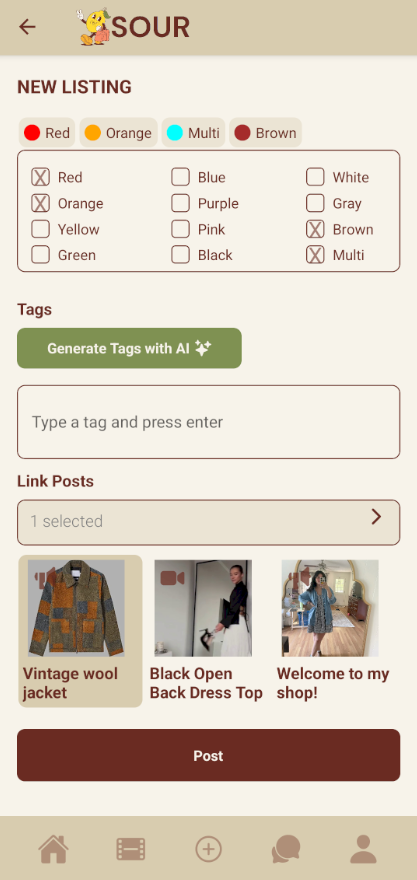 SOUR
NEW LISTING
Red Orange Multi Brown
Red Blue White
Orange Purple Gray
Yellow Pink Brown
Green Black Multi
Tags
Generate Tags with AI
Type a tag and press enter
Link Posts
1 selected
Vintage wool
jacket
Black Open
Back Dress Top
Welcome to my
shop!
Post